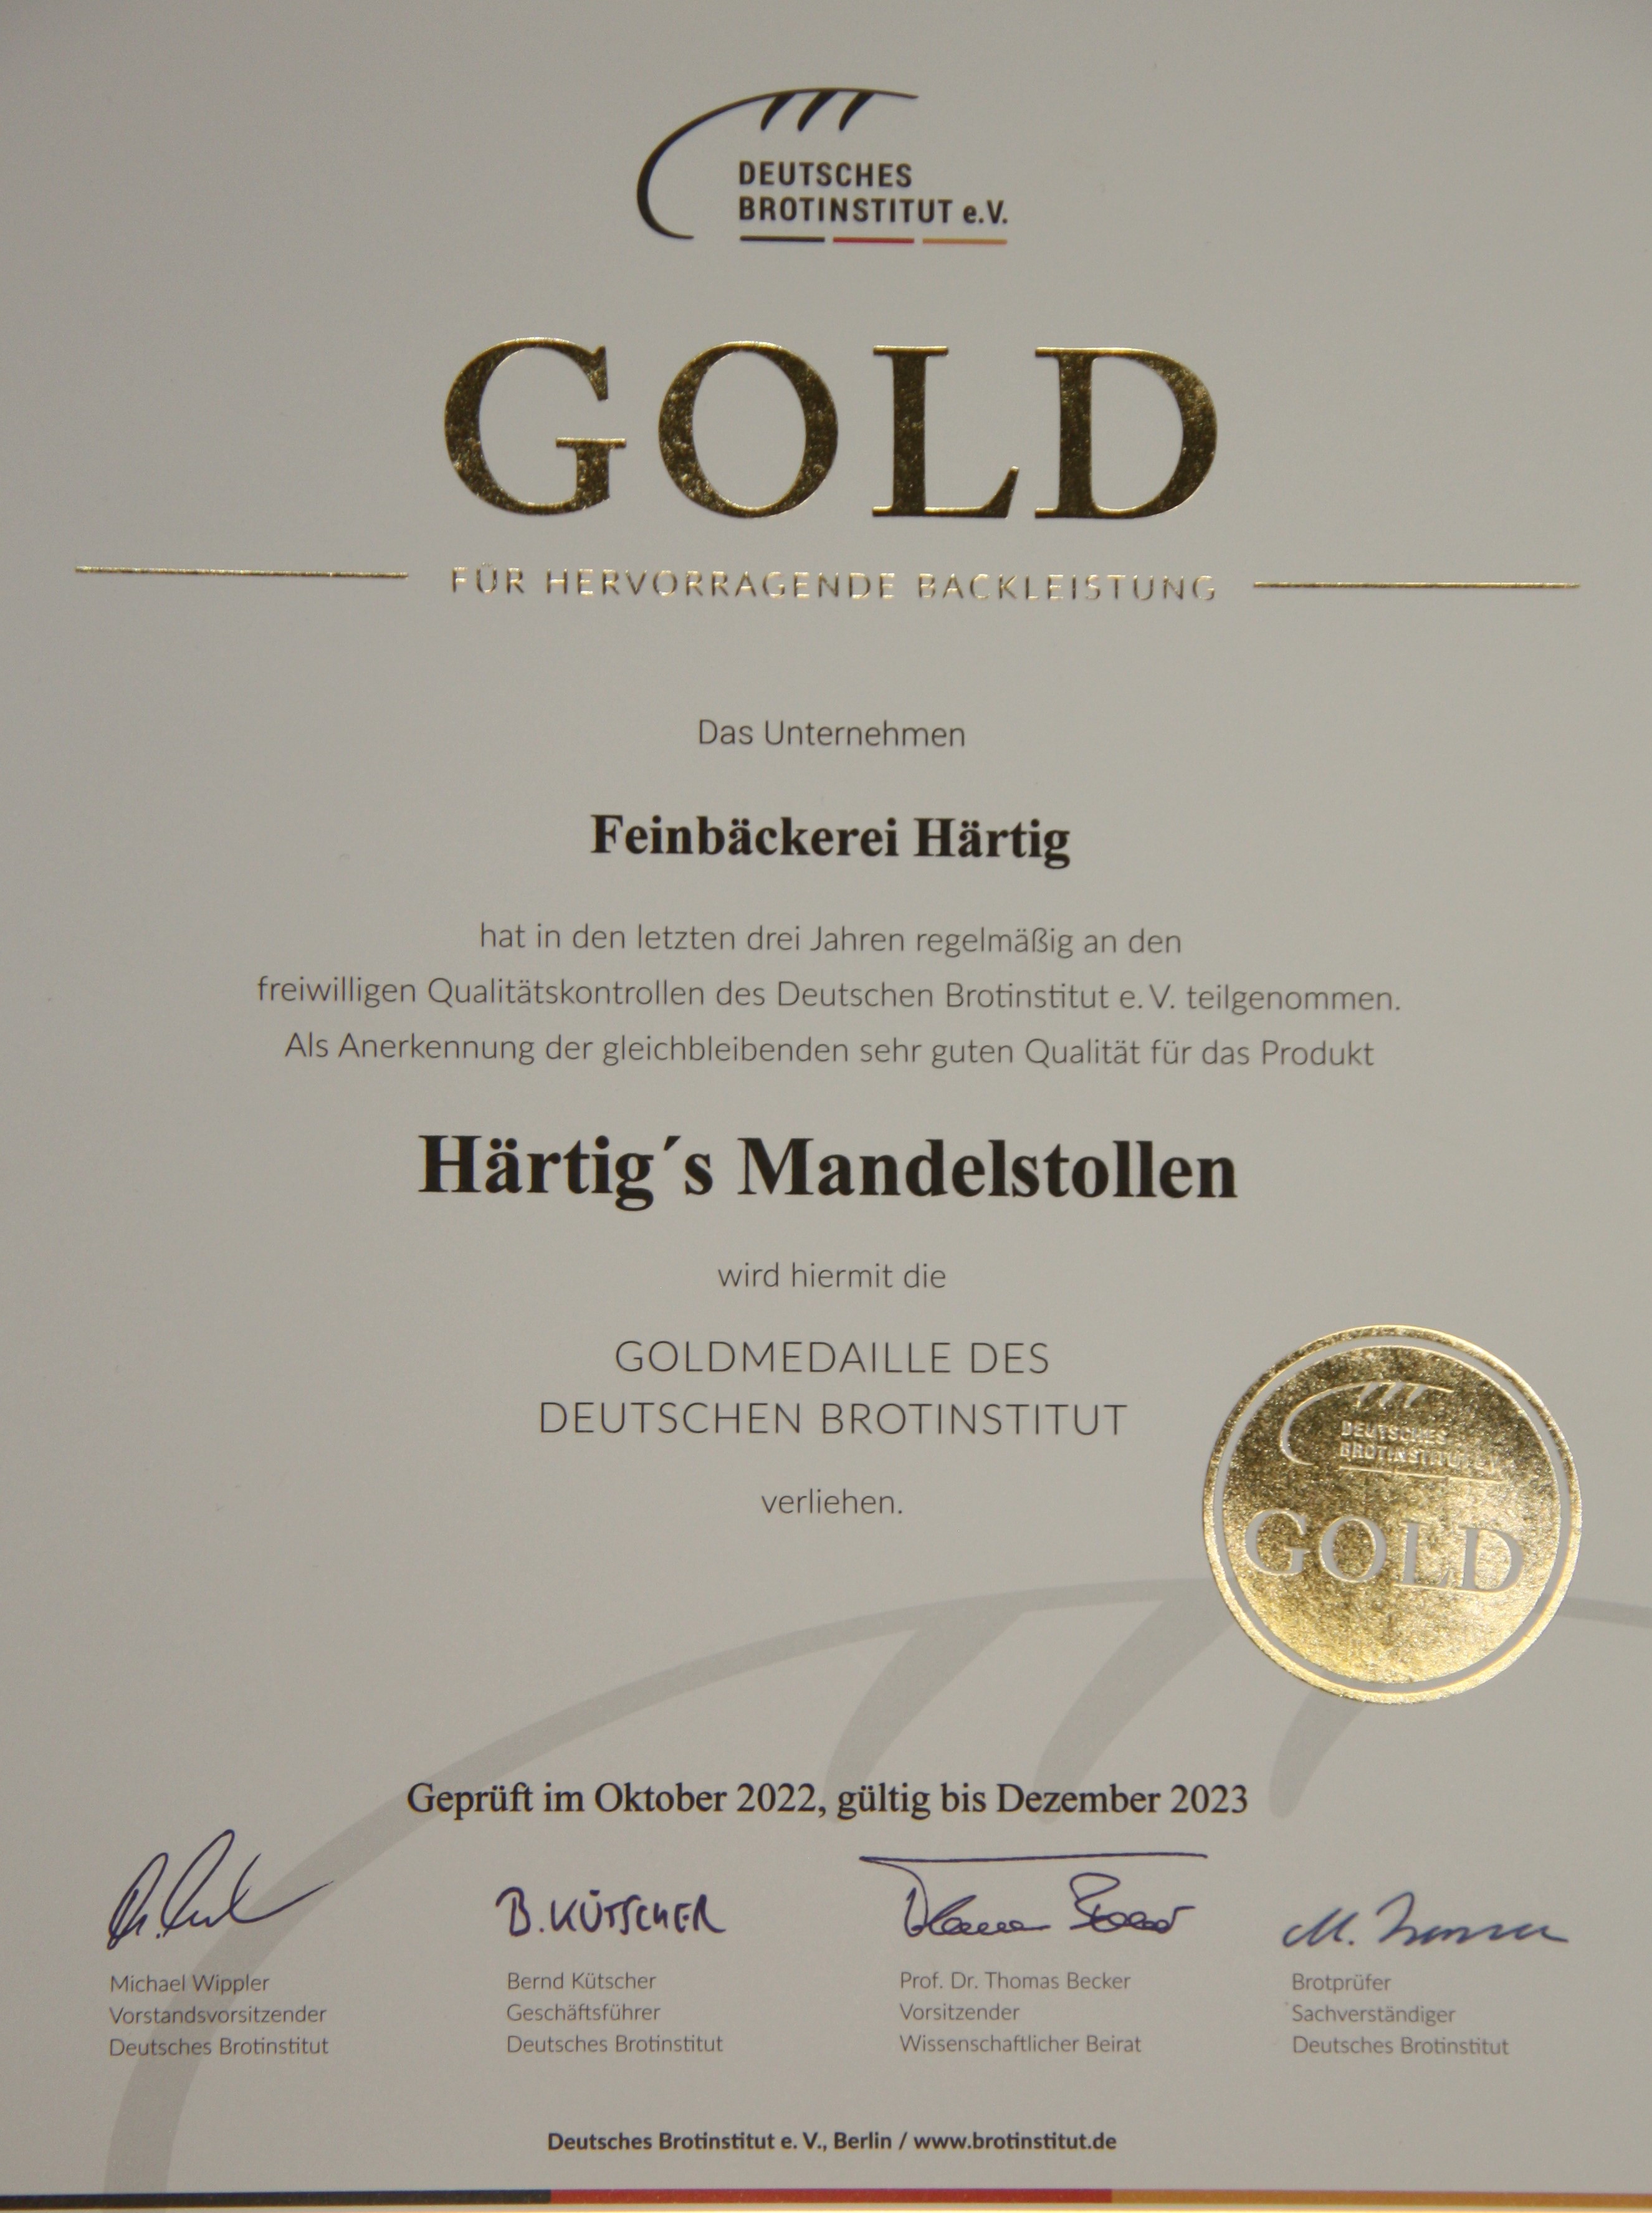 DEUTSCHES
BROTINSTITUT e.V.
GOLD
FÜR HERVORRAGENDE BACKLEISTUNG
Das Unternehmen
Feinbäckerei Härtig
hat in den letzten drei Jahren regelmäßig an den
freiwilligen Qualitätskontrollen des Deutschen Brotinstitut e. V. teilgenommen.
Als Anerkennung der gleichbleibenden sehr guten Qualität für das Produkt
Härtig´s Mandelstollen
wird hiermit die
GOLDMEDAILLE DES
DEUTSCHEN BROTINSTITUT
verliehen.
DEUTSCHES
BROTINSTITUT e.V.
GOLD
Geprüft im Oktober 2022, gültig bis Dezember 2023
B. KÜTSCHER
Michael Wippler
Vorstandsvorsitzender
Deutsches Brotinstitut
Bernd Kütscher
Geschäftsführer
Deutsches Brotinstitut
Prof. Dr. Thomas Becker
Vorsitzender
Wissenschaftlicher Beirat
Brotprüfer
Sachverständiger
Deutsches Brotinstitut
Deutsches Brotinstitut e. V., Berlin / www.brotinstitut.de